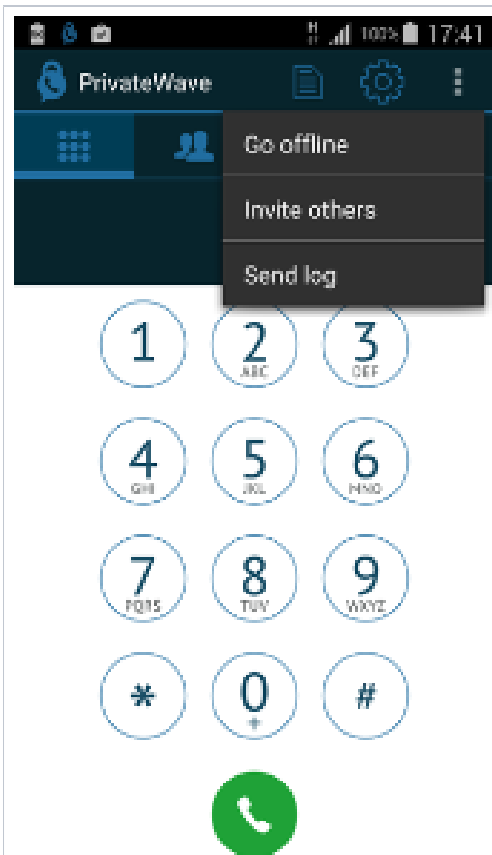 100% 17:41
PrivateWave
Go offline
Invite others
Send log
1 2 3
ABC DEF
4 5 6
GHI JKL MNO
7 8 9
PQRS TUV WXYZ
* 0 #
+